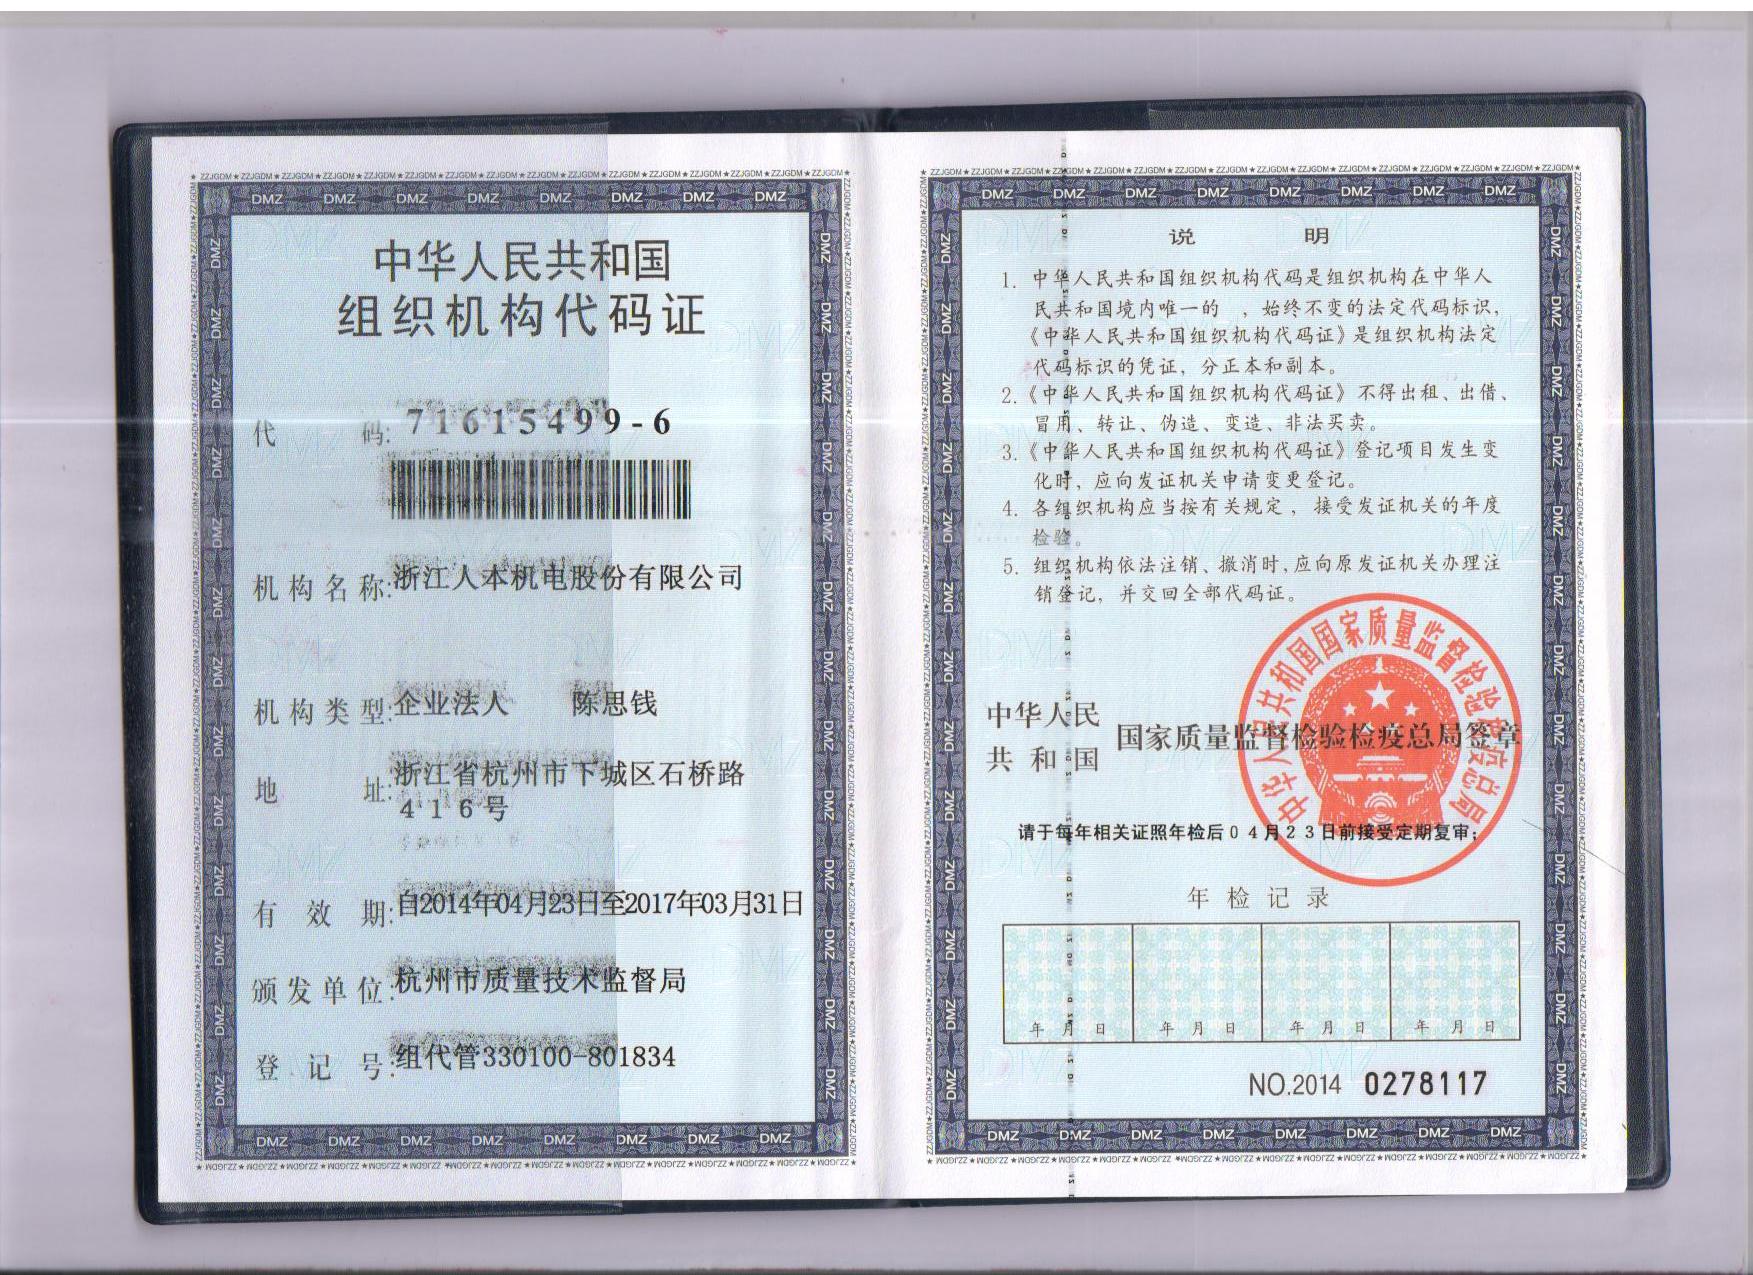 中华人民共和国
组织机构代码证
代 码: 71615499-6
机构名称: 浙江人本机电股份有限公司
机构类型: 企业法人 陈思钱
地 址: 浙江省杭州市下城区石桥路
416号
有 效 期: 自2014年04月23日至2017年03月31日
颁发单位: 杭州市质量技术监督局
登 记 号: 组代管330100-801834
说 明
1. 中华人民共和国组织机构代码是组织机构在中华人
民共和国境内唯一的 、始终不变的法定代码标识，
《中华人民共和国组织机构代码证》是组织机构法定
代码标识的凭证，分正本和副本。
2.《中华人民共和国组织机构代码证》不得出租、出借、
冒用、转让、伪造、变造、非法买卖。
3.《中华人民共和国组织机构代码证》登记项目发生变
化时，应向发证机关申请变更登记。
4. 各组织机构应当按有关规定，接受发证机关的年度
检验。
5. 组织机构依法注销、撤消时，应向原发证机关办理注
销登记，并交回全部代码证。
中华人民
共和国
国家质量监督检验检疫总局签章
中华人民共和国国家质量监督检验检疫总局
请于每年相关证照年检后04月23日前接受定期复审；
年检记录
年 月 日 年 月 日 年 月 日 年 月 日
NO.2014 0278117